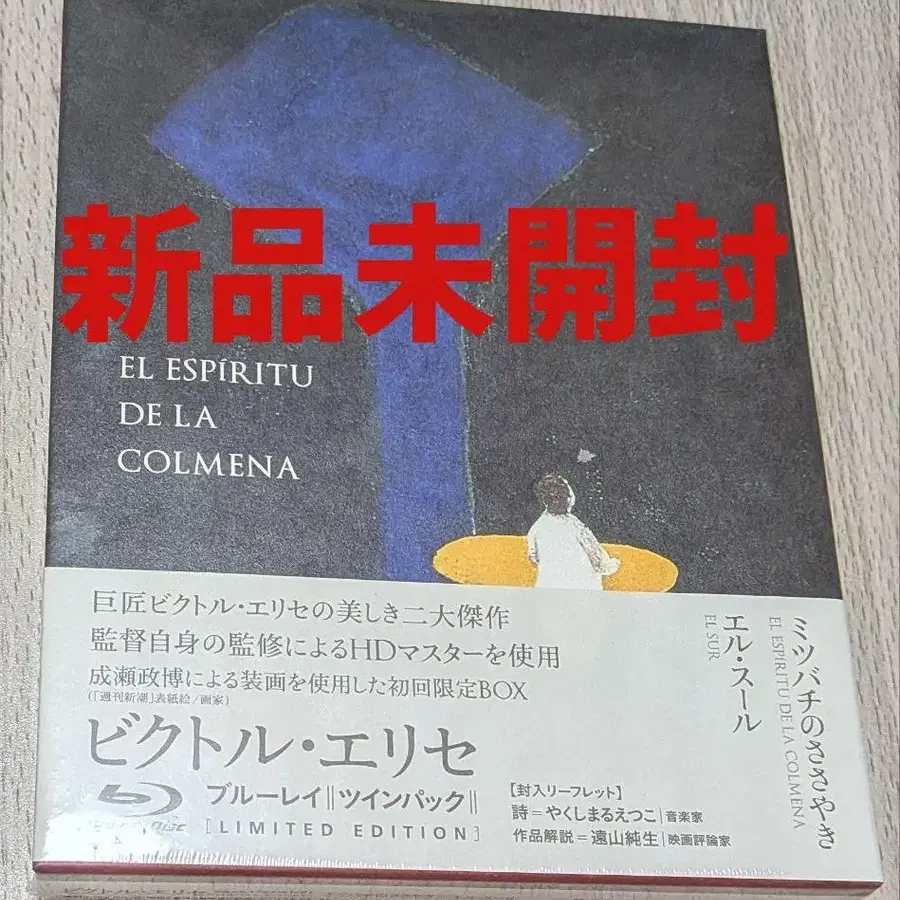 新品未開封
EL ESPÍRITU
DE LA
COLMENA
巨匠ビクトル・エリセの美しき二大傑作
監督自身の監修によるHDマスターを使用
成瀬政博による装画を使用した初回限定BOX
(「週刊新潮」表紙絵/画家)
ビクトル・エリセ
ブルーレイ‖ツインパック‖
[LIMITED EDITION]
ミツバチのささやき
EL ESPÍRITU DE LA COLMENA
エル・スール
EL SUR
【封入リーフレット】
詩=やくしまるえつこ|音楽家
作品解説=遠山純生|映画評論家
ビクトル・エリセ